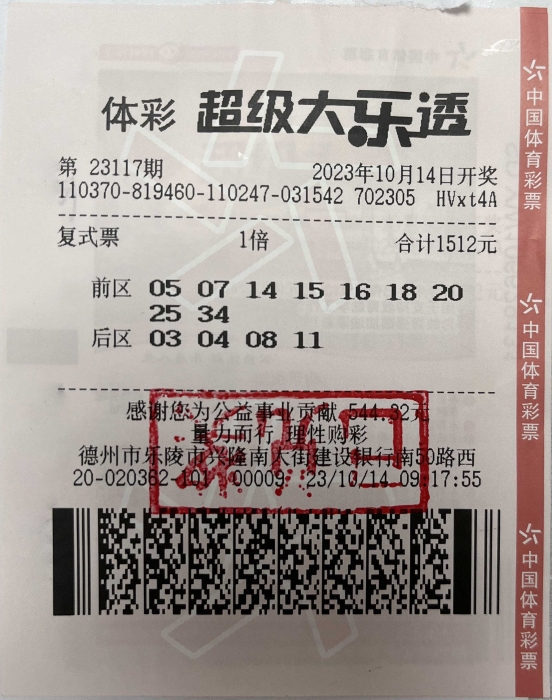 体彩 超级大乐透
第 23117期 2023年10月14日开奖
110370-819460-110247-031542 702305 HVxt4A
复式票 1倍 合计1512元
前区 05 07 14 15 16 18 20
25 34
后区 03 04 08 11
感谢您为公益事业贡献 544.32元
量力而行 理性购彩
德州市乐陵市兴隆南大街建设银行南50路西
20-020362-101 00009 23/10/14 09:17:55
中国体育彩票
中国体育彩票
中国体育彩票